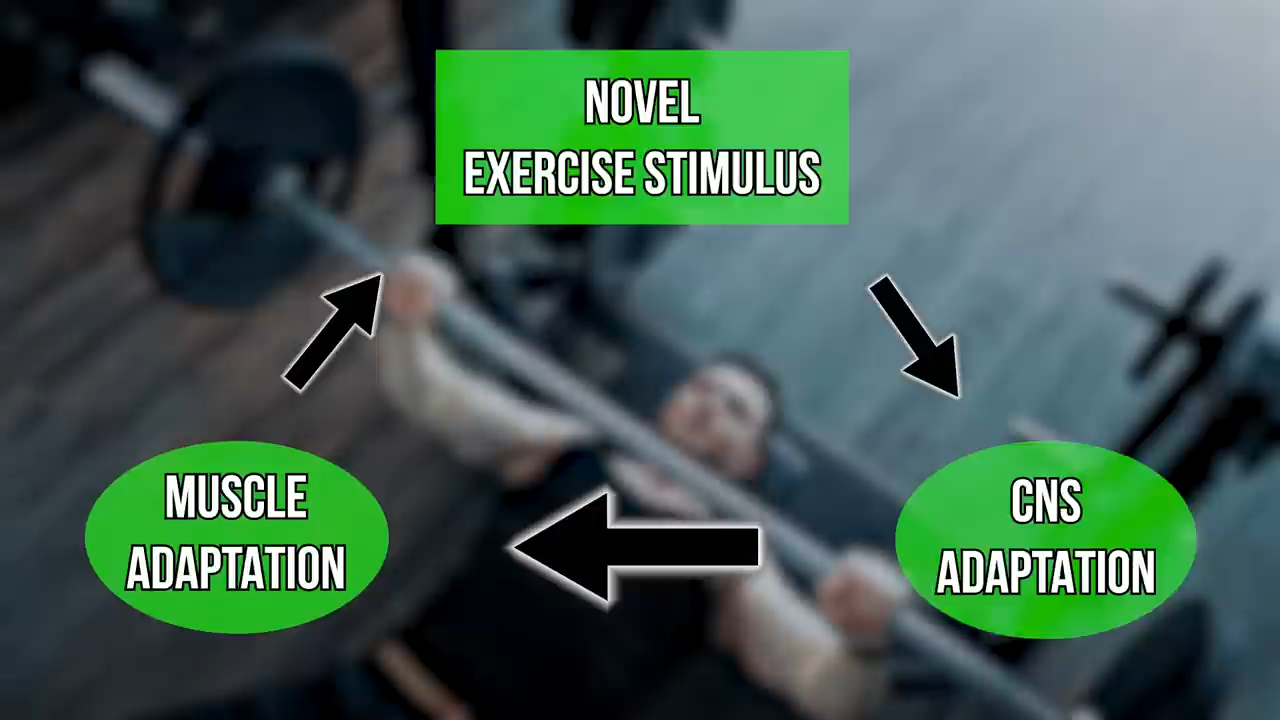 NOVEL
EXERCISE STIMULUS
MUSCLE
ADAPTATION
CNS
ADAPTATION